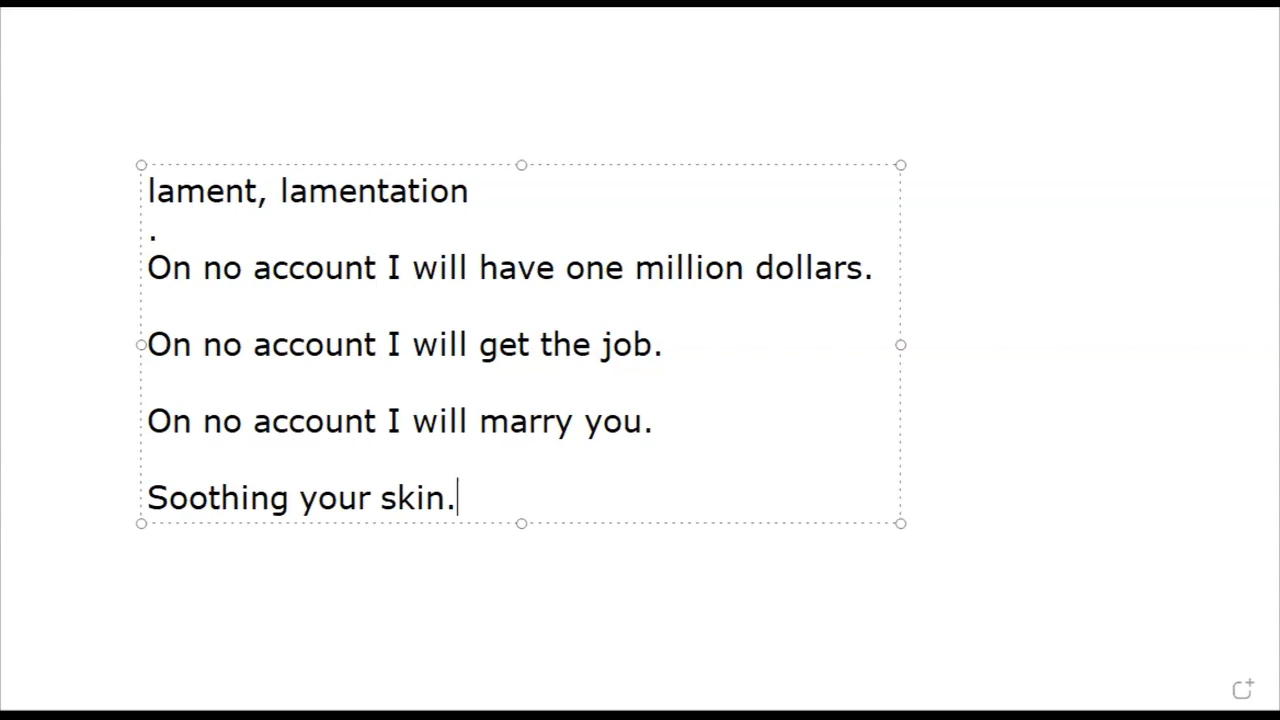 lament, lamentation
.
On no account I will have one million dollars.
On no account I will get the job.
On no account I will marry you.
Soothing your skin.